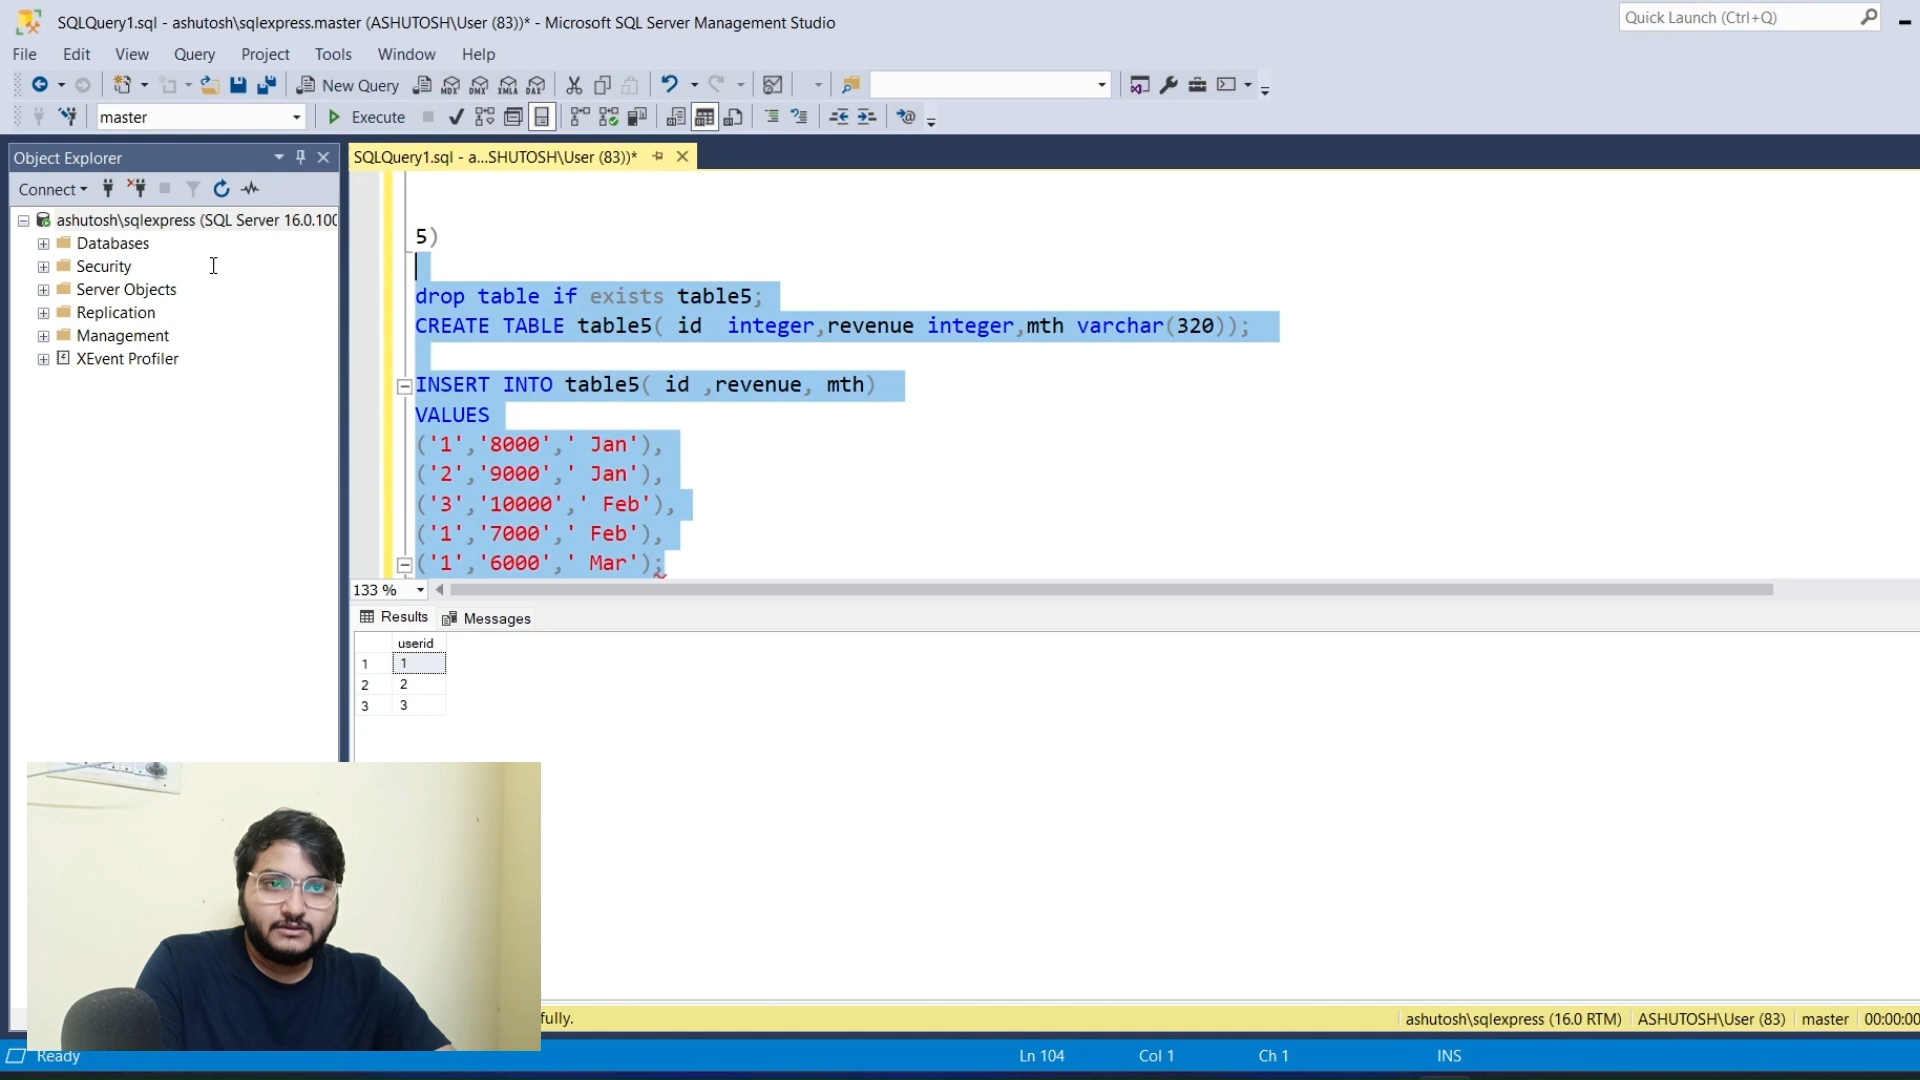 SQLQuery1.sql - ashutosh\sqlexpress.master (ASHUTOSH\User (83))* - Microsoft SQL Server Management Studio
Quick Launch (Ctrl+Q)
File Edit View Query Project Tools Window Help
New Query MDX DMX XMLA DAX
master Execute
Object Explorer
SQLQuery1.sql - a...SHUTOSH\User (83))*
Connect
ashutosh\sqlexpress (SQL Server 16.0.100
Databases
Security
Server Objects
Replication
Management
XEvent Profiler
5)
drop table if exists table5;
CREATE TABLE table5( id  integer,revenue integer,mth varchar(320));
INSERT INTO table5( id ,revenue, mth)
VALUES
('1','8000',' Jan'),
('2','9000',' Jan'),
('3','10000',' Feb'),
('1','7000',' Feb'),
('1','6000',' Mar');
133 %
Results Messages
userid
1 1
2 2
3 3
fully.
ashutosh\sqlexpress (16.0 RTM) ASHUTOSH\User (83) master 00:00:00
Ready Ln 104 Col 1 Ch 1 INS